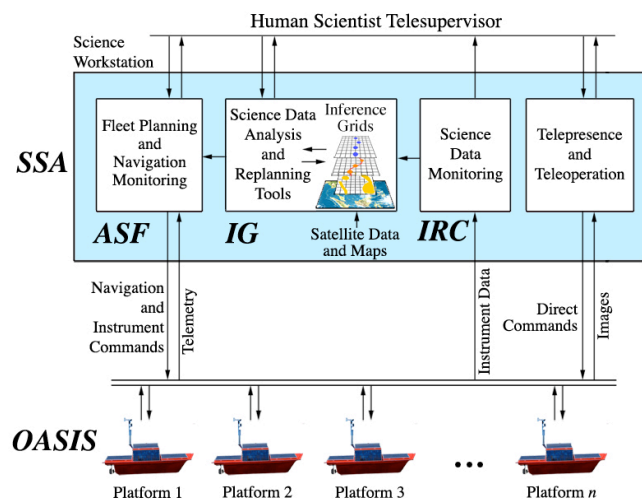 Human Scientist Telesupervisor
Science
Workstation
SSA
Fleet Planning
and
Navigation
Monitoring
ASF
Science Data
Analysis
and
Replanning
Tools
Inference
Grids
IG
Satellite Data
and Maps
Science
Data
Monitoring
IRC
Telepresence
and
Teleoperation
Navigation
and
Instrument
Commands
Telemetry
Instrument Data
Direct
Commands
Images
OASIS
Platform 1
Platform 2
Platform 3
Platform n